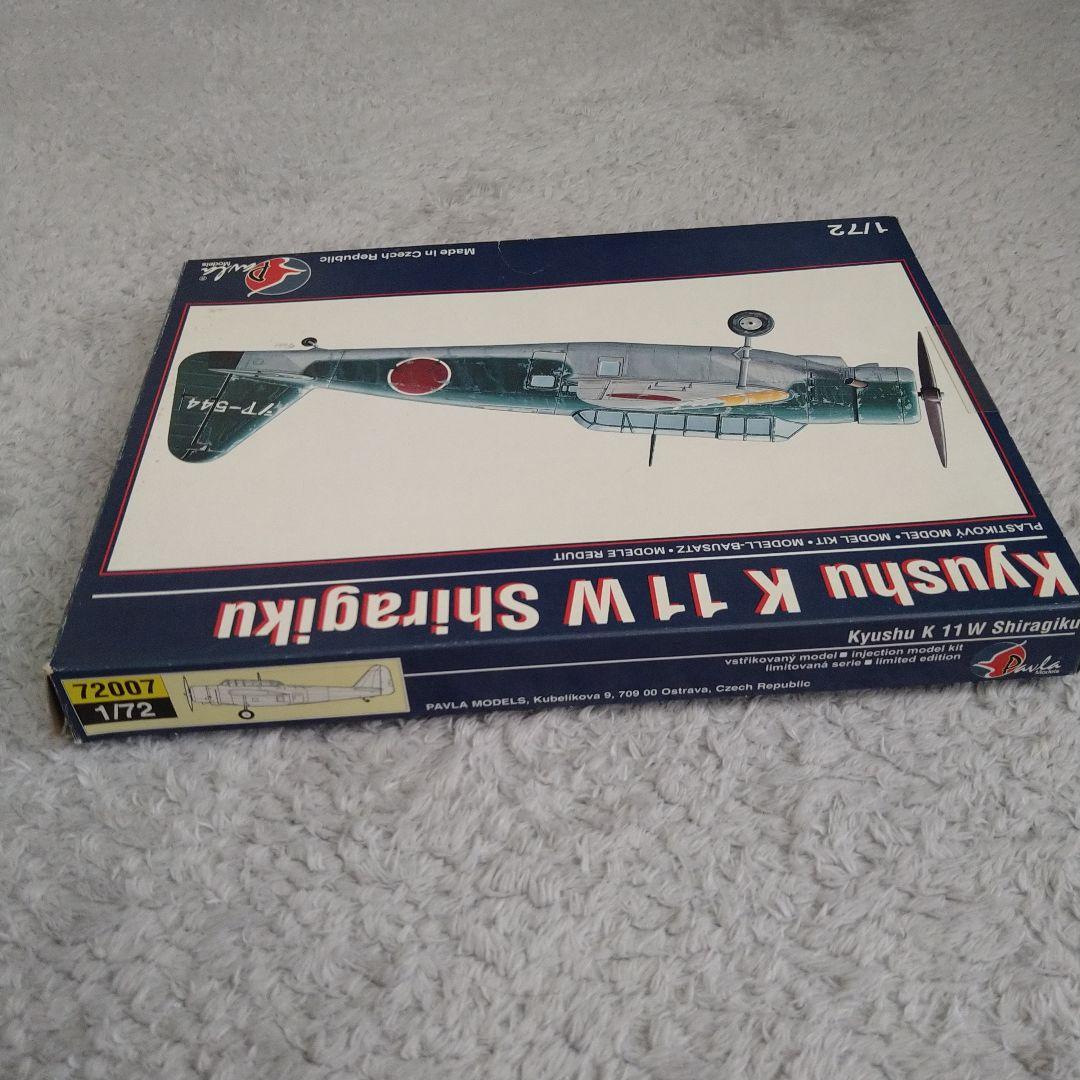 Kyushu K 11 W Shiragiku
PLASTIKOVÝ MODEL • MODEL KIT • MODELL-BAUSATZ • MODELE REDUIT
7T-544
1/72
Made in Czech Republic
Pavla
Models
®
72007
1/72
PAVLA MODELS, Kubelíkova 9, 709 00 Ostrava, Czech Republic
Kyushu K 11 W Shiragiku
vstřikovaný model ■ injection model kit
limitovaná serie ■ limited edition
Pavla
Models